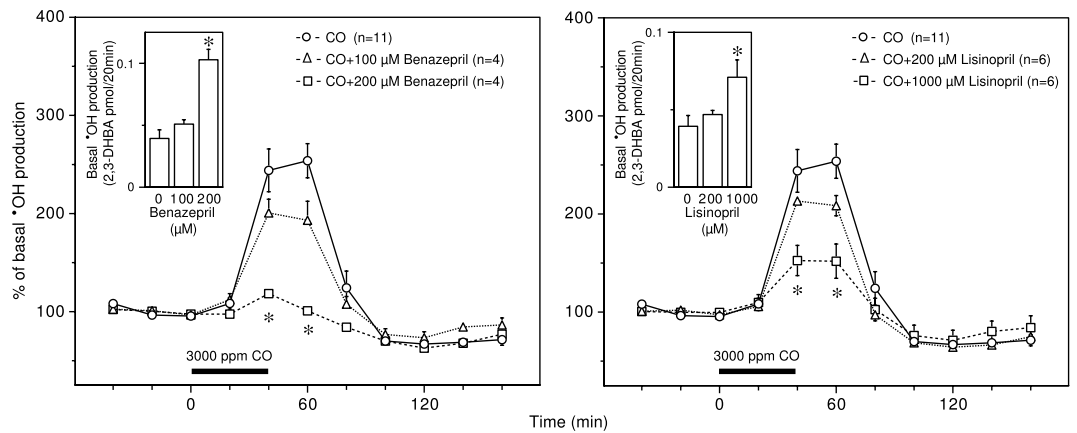 400
300
200
100
% of basal •OH production
0.1
0
Basal •OH production
(2,3-DHBA pmol/20min)
*
0 100 200
Benazepril
(µM)
CO (n=11)
CO+100 µM Benazepril (n=4)
CO+200 µM Benazepril (n=4)
*
*
3000 ppm CO
0 60 120
400
300
200
100
0.1
0
Basal •OH production
(2,3-DHBA pmol/20min)
*
0 200 1000
Lisinopril
(µM)
CO (n=11)
CO+200 µM Lisinopril (n=6)
CO+1000 µM Lisinopril (n=6)
*
*
3000 ppm CO
0 60 120
Time (min)